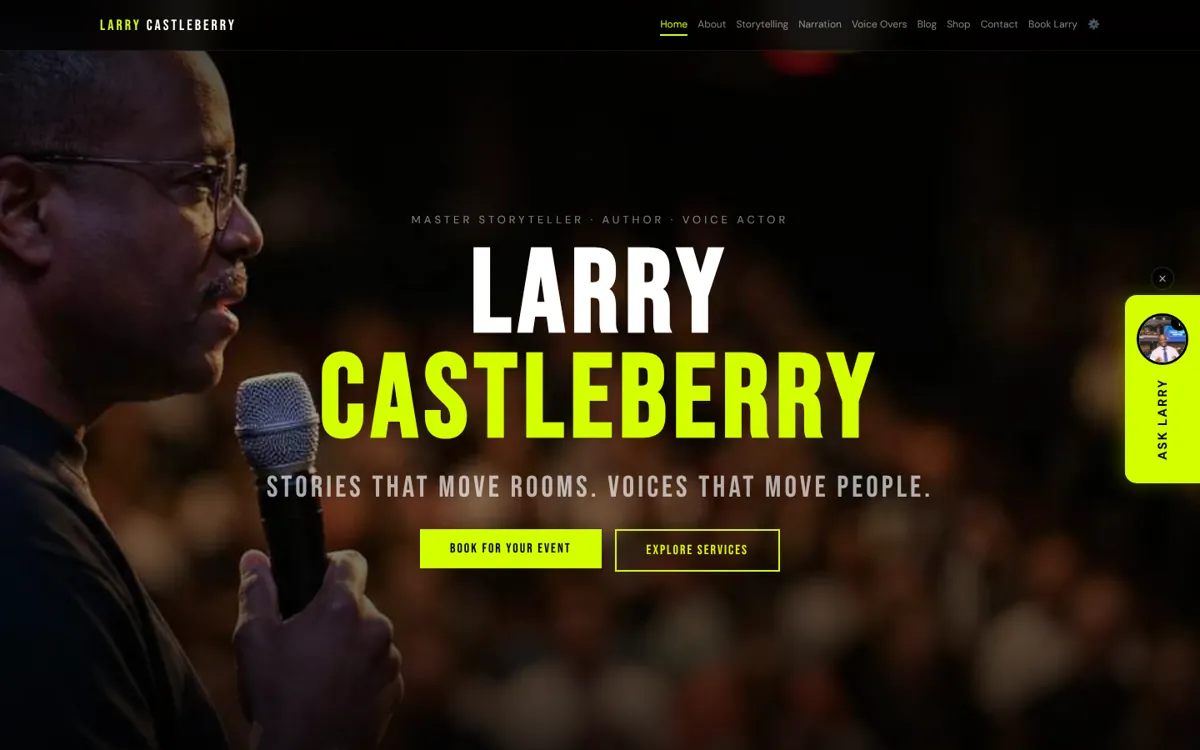 LARRY CASTLEBERRY
Home About Storytelling Narration Voice Overs Blog Shop Contact Book Larry
MASTER STORYTELLER · AUTHOR · VOICE ACTOR
LARRY
CASTLEBERRY
STORIES THAT MOVE ROOMS. VOICES THAT MOVE PEOPLE.
BOOK FOR YOUR EVENT
EXPLORE SERVICES
ASK LARRY